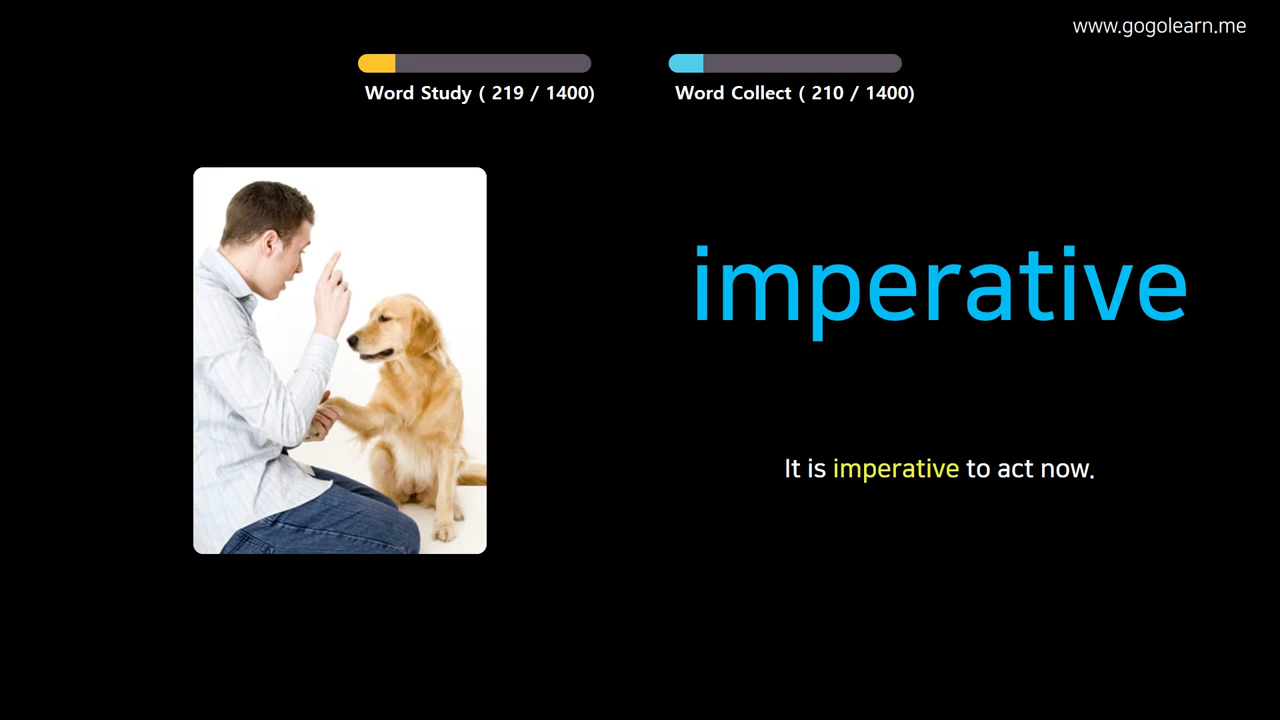 www.gogolearn.me
Word Study ( 219 / 1400)
Word Collect ( 210 / 1400)
imperative
It is imperative to act now.